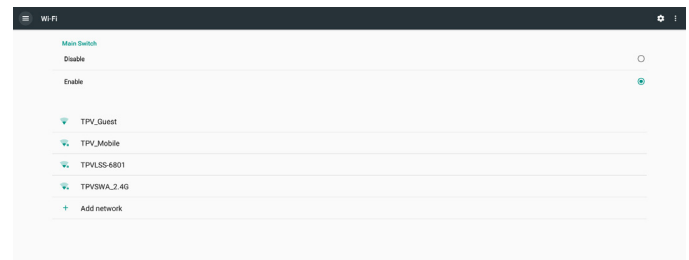 Wi-Fi
Main Switch
Disable
Enable
TPV_Guest
TPV_Mobile
TPVLSS-6801
TPVSWA_2.4G
+ Add network